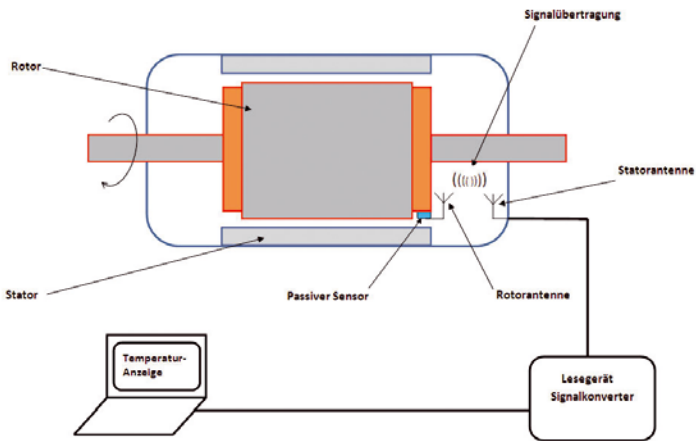 Signalübertragung
Rotor
Statorantenne
Stator
Passiver Sensor
Rotorantenne
Temperatur-
Anzeige
Lesegerät
Signalkonverter